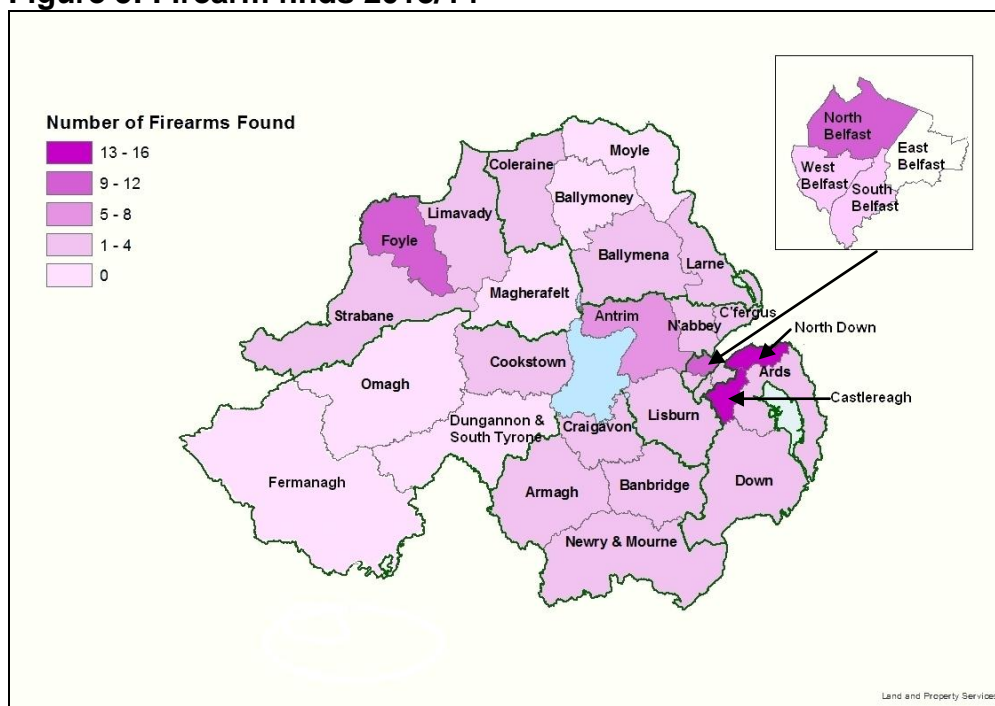 Firearm finds
Number of Firearms Found
13 - 16
9 - 12
5 - 8
1 - 4
0
North
Belfast
East
Belfast
West
Belfast
South
Belfast
Moyle
Coleraine
Ballymoney
Limavady
Foyle
Ballymena
Larne
Magherafelt
Strabane
Antrim
N'abbey
C'fergus
North Down
Cookstown
Ards
Omagh
Castlereagh
Lisburn
Dungannon &
South Tyrone
Craigavon
Fermanagh
Armagh
Banbridge
Down
Newry & Mourne
Land and Property Services